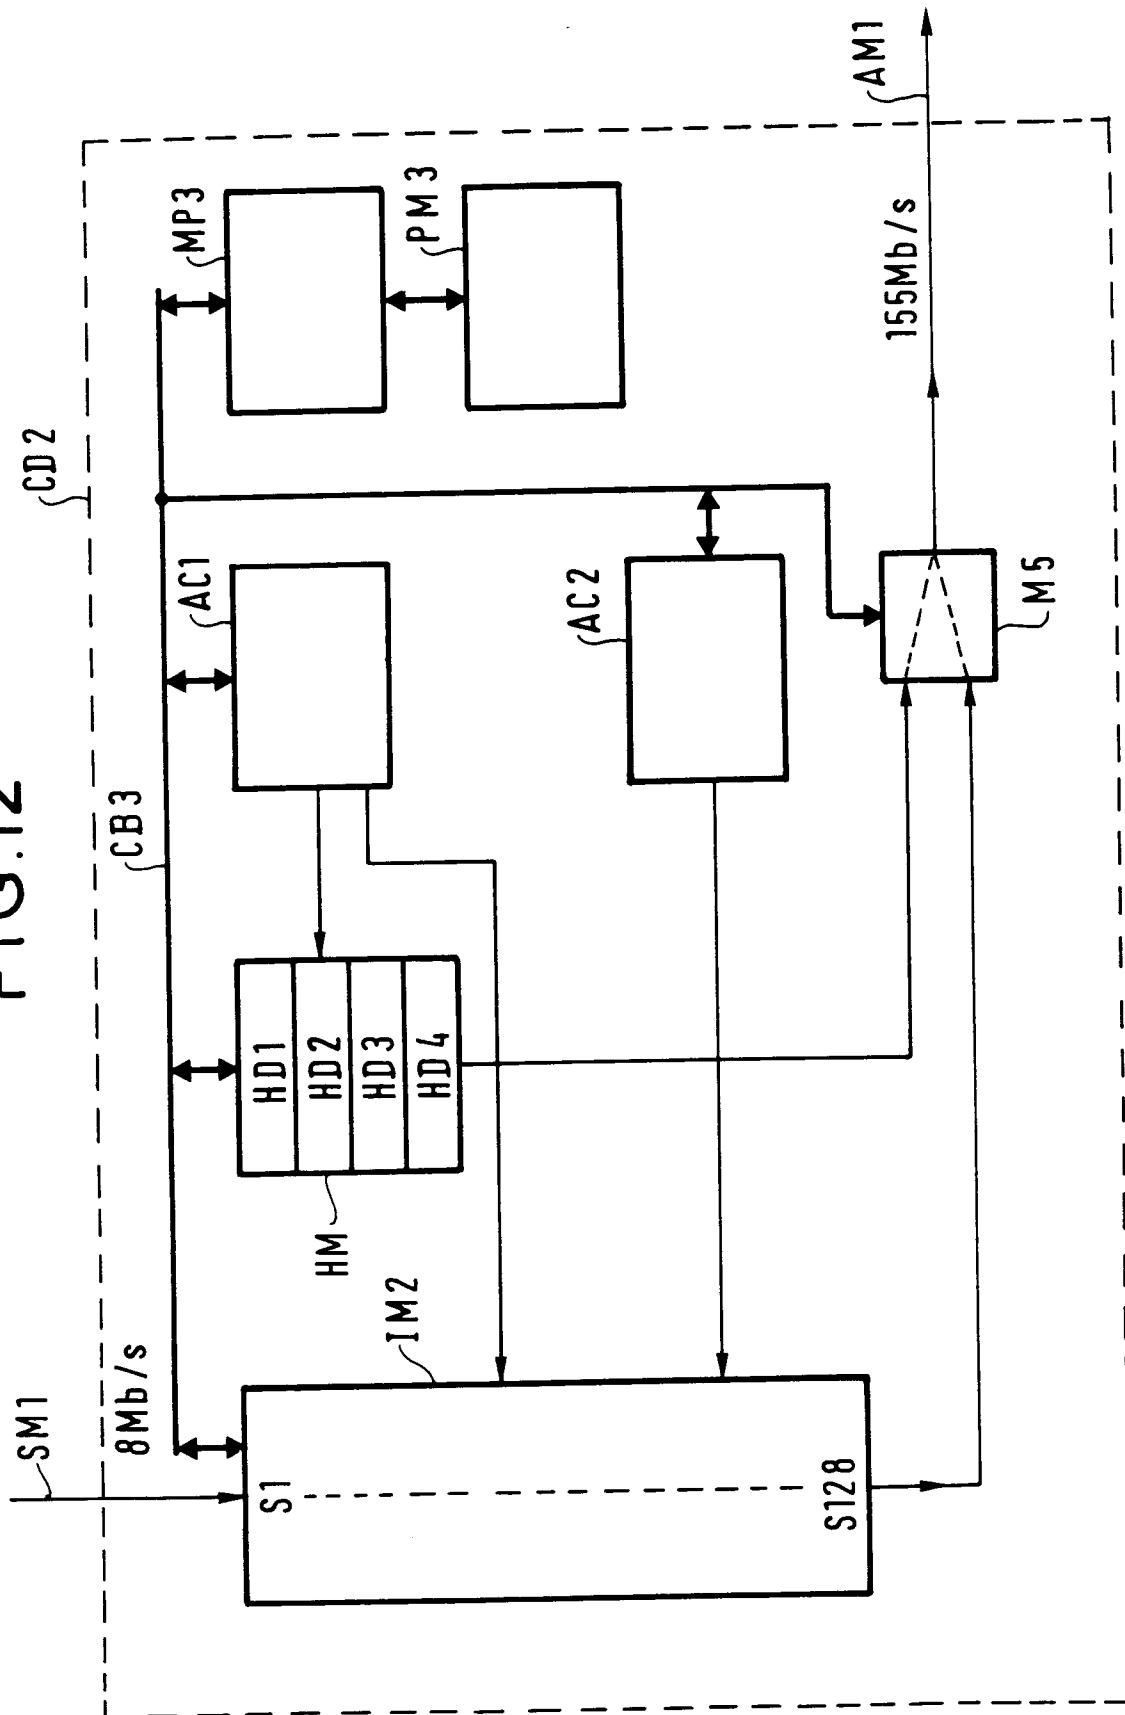 FIG.12
SM1
8Mb/s
CB3
CD2
S1
S128
IM2
HM
HD1
HD2
HD3
HD4
AC1
AC2
MP3
PM3
M5
155Mb/s
AM1